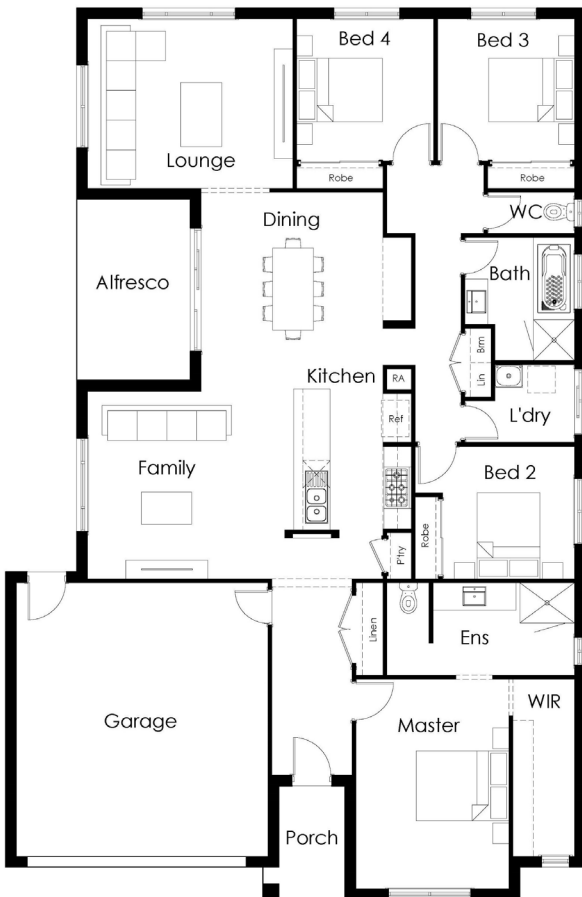 Bed 4
Bed 3
Lounge
Robe
Robe
WC
Dining
Bath
Alfresco
Brm
Lin
Kitchen
RA
L'dry
Ref
Family
Bed 2
Robe
P'try
Linen
Ens
WIR
Garage
Master
Porch